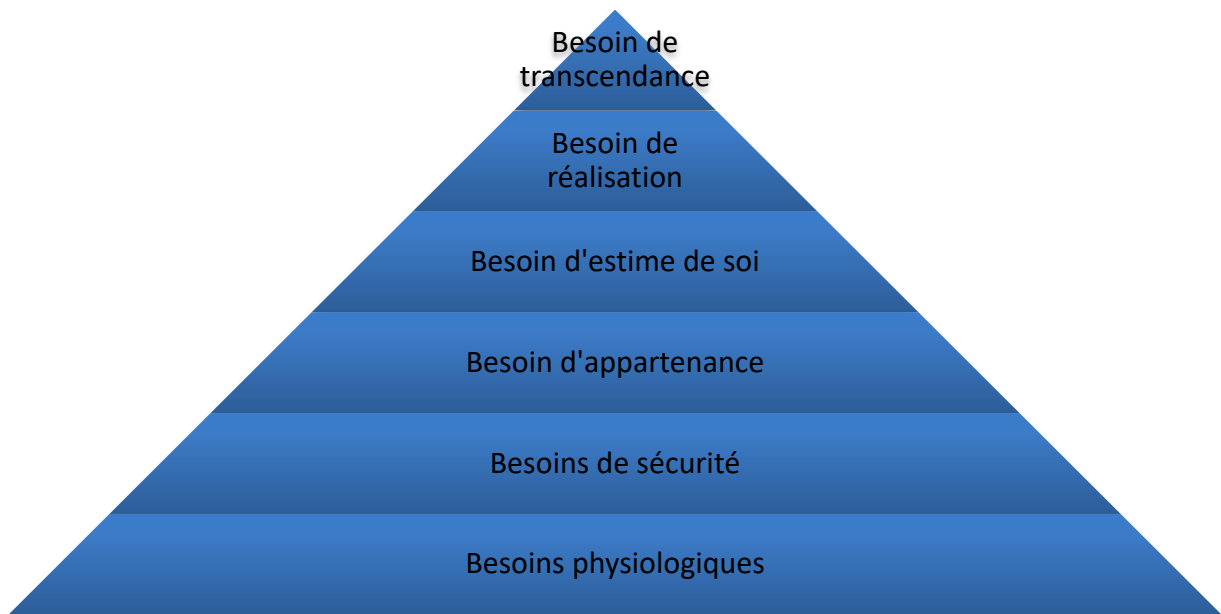 Besoin de
transcendance
Besoin de
réalisation
Besoin d'estime de soi
Besoin d'appartenance
Besoins de sécurité
Besoins physiologiques